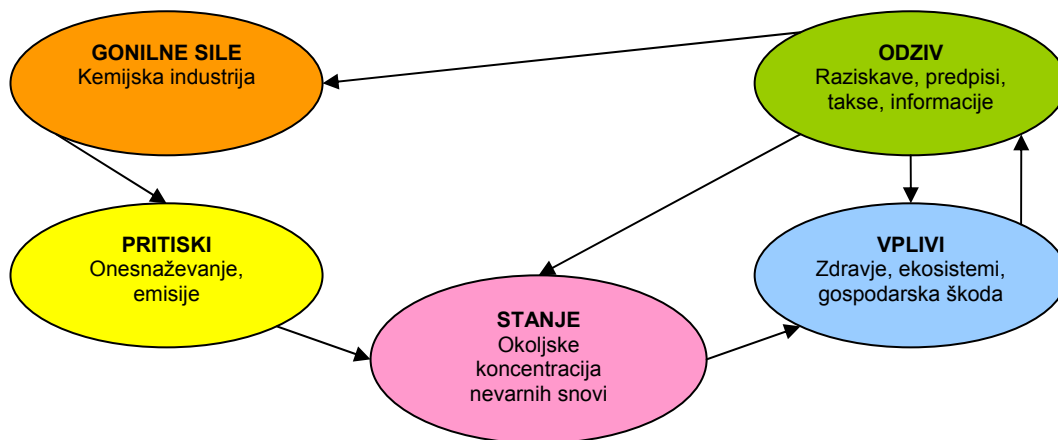 GONILNE SILE
Kemijska industrija
ODZIV
Raziskave, predpisi,
takse, informacije
PRITISKI
Onesnaževanje,
emisije
VPLIVI
Zdravje, ekosistemi,
gospodarska škoda
STANJE
Okoljske
koncentracija
nevarnih snovi